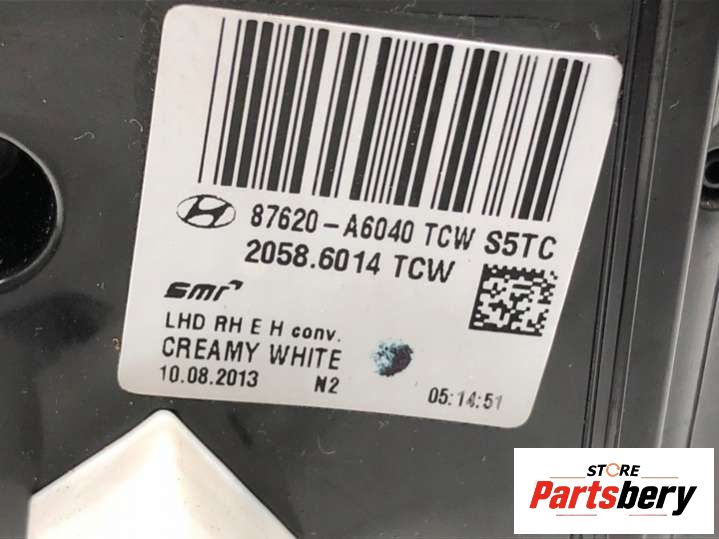 87620-A6040 TCW S5TC
2058.6014 TCW
smr
LHD RH E H conv.
CREAMY WHITE
10.08.2013 N2 05:14:51
STORE
Partsbery